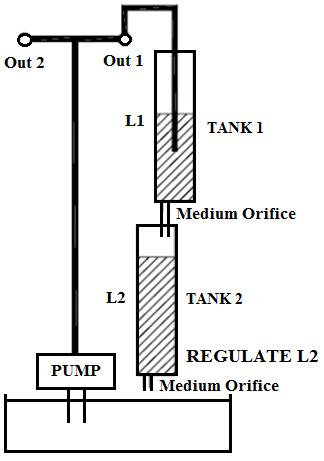 Out 2
Out 1
L1
TANK 1
Medium Orifice
L2
TANK 2
REGULATE L2
PUMP
Medium Orifice